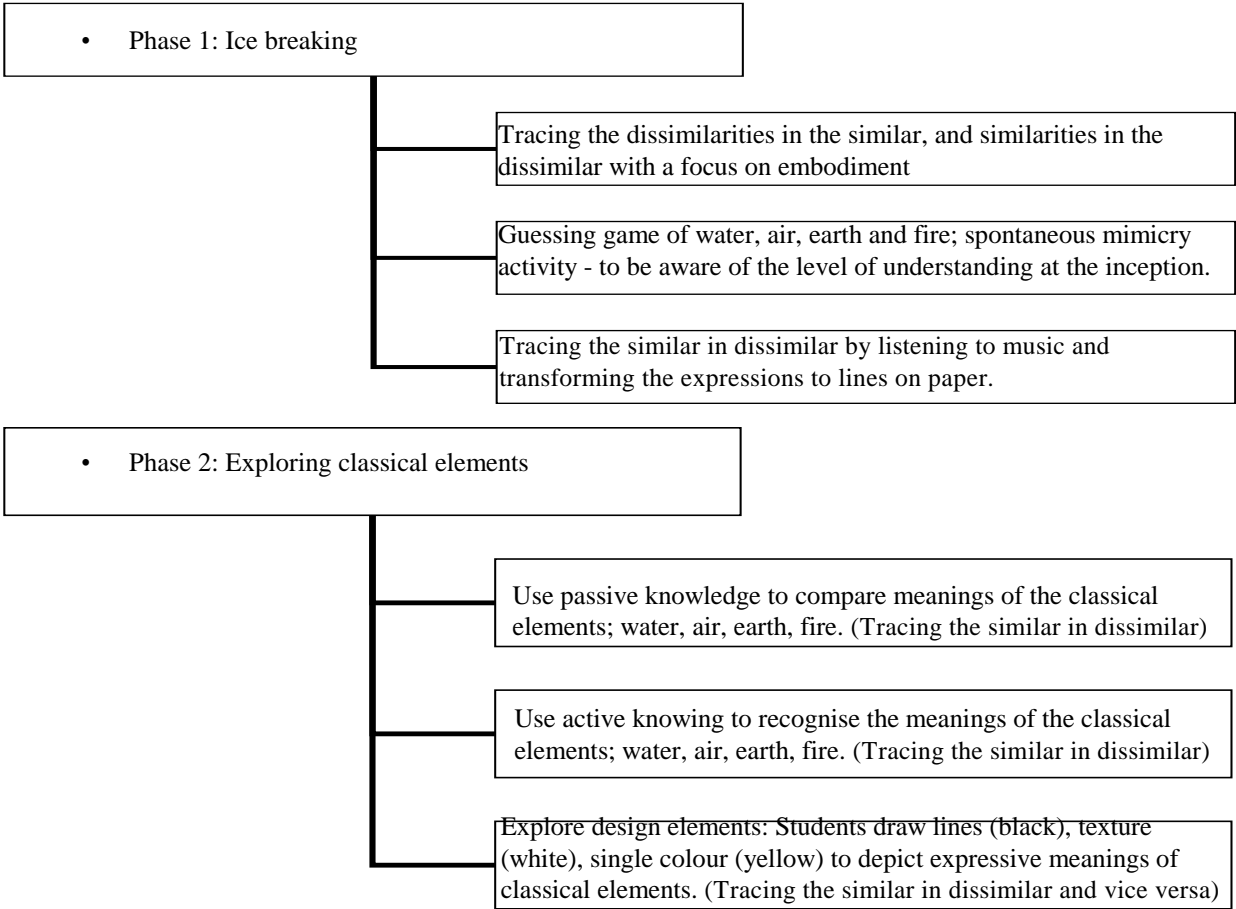 • Phase 1: Ice breaking
Tracing the dissimilarities in the similar, and similarities in the
dissimilar with a focus on embodiment
Guessing game of water, air, earth and fire; spontaneous mimicry
activity - to be aware of the level of understanding at the inception.
Tracing the similar in dissimilar by listening to music and
transforming the expressions to lines on paper.
• Phase 2: Exploring classical elements
Use passive knowledge to compare meanings of the classical
elements; water, air, earth, fire. (Tracing the similar in dissimilar)
Use active knowing to recognise the meanings of the classical
elements; water, air, earth, fire. (Tracing the similar in dissimilar)
Explore design elements: Students draw lines (black), texture
(white), single colour (yellow) to depict expressive meanings of
classical elements. (Tracing the similar in dissimilar and vice versa)